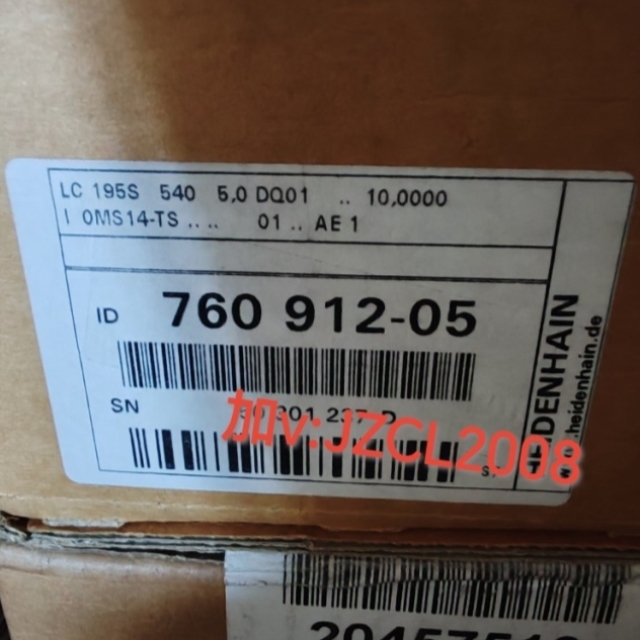 LC 195S 540 5,0 DQ01 .. 10,0000
I 0MS14-TS .. .. 01 .. AE 1
ID 760 912-05
SN
加v:JZCL2008
HEIDENHAIN
www.heidenhain.de